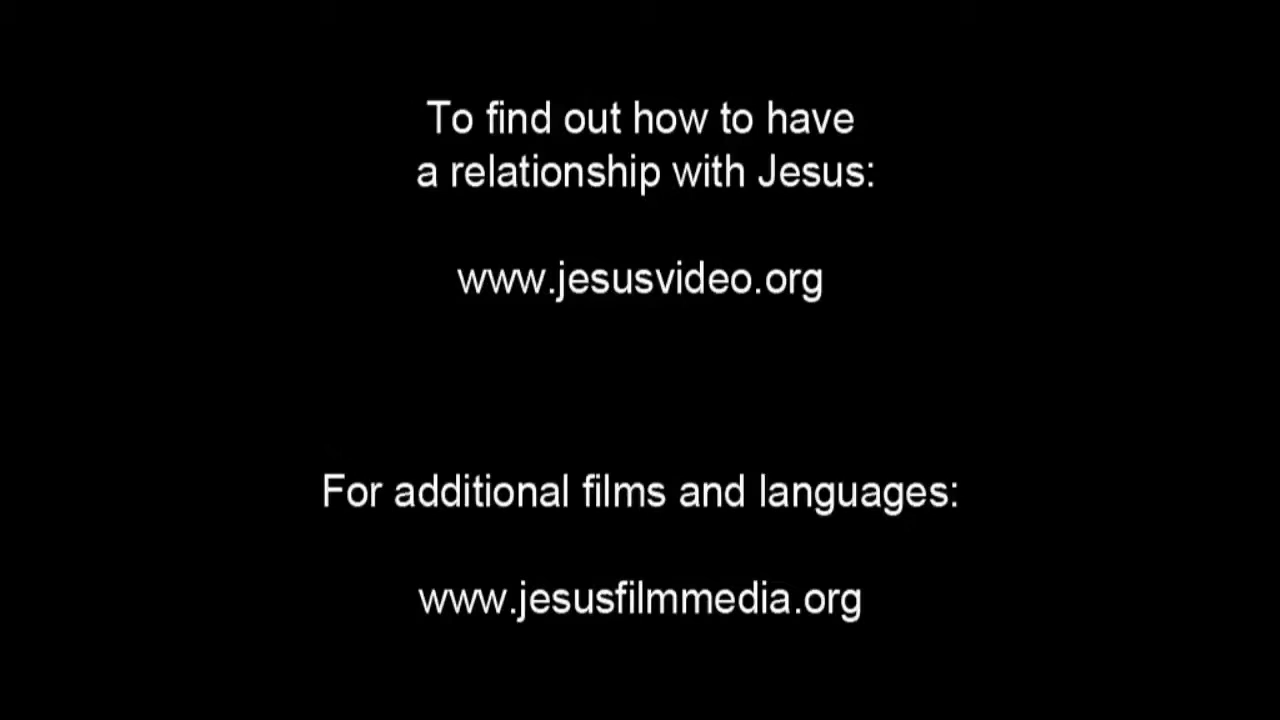 To find out how to have
a relationship with Jesus:
www.jesusvideo.org
For additional films and languages:
www.jesusfilmmedia.org